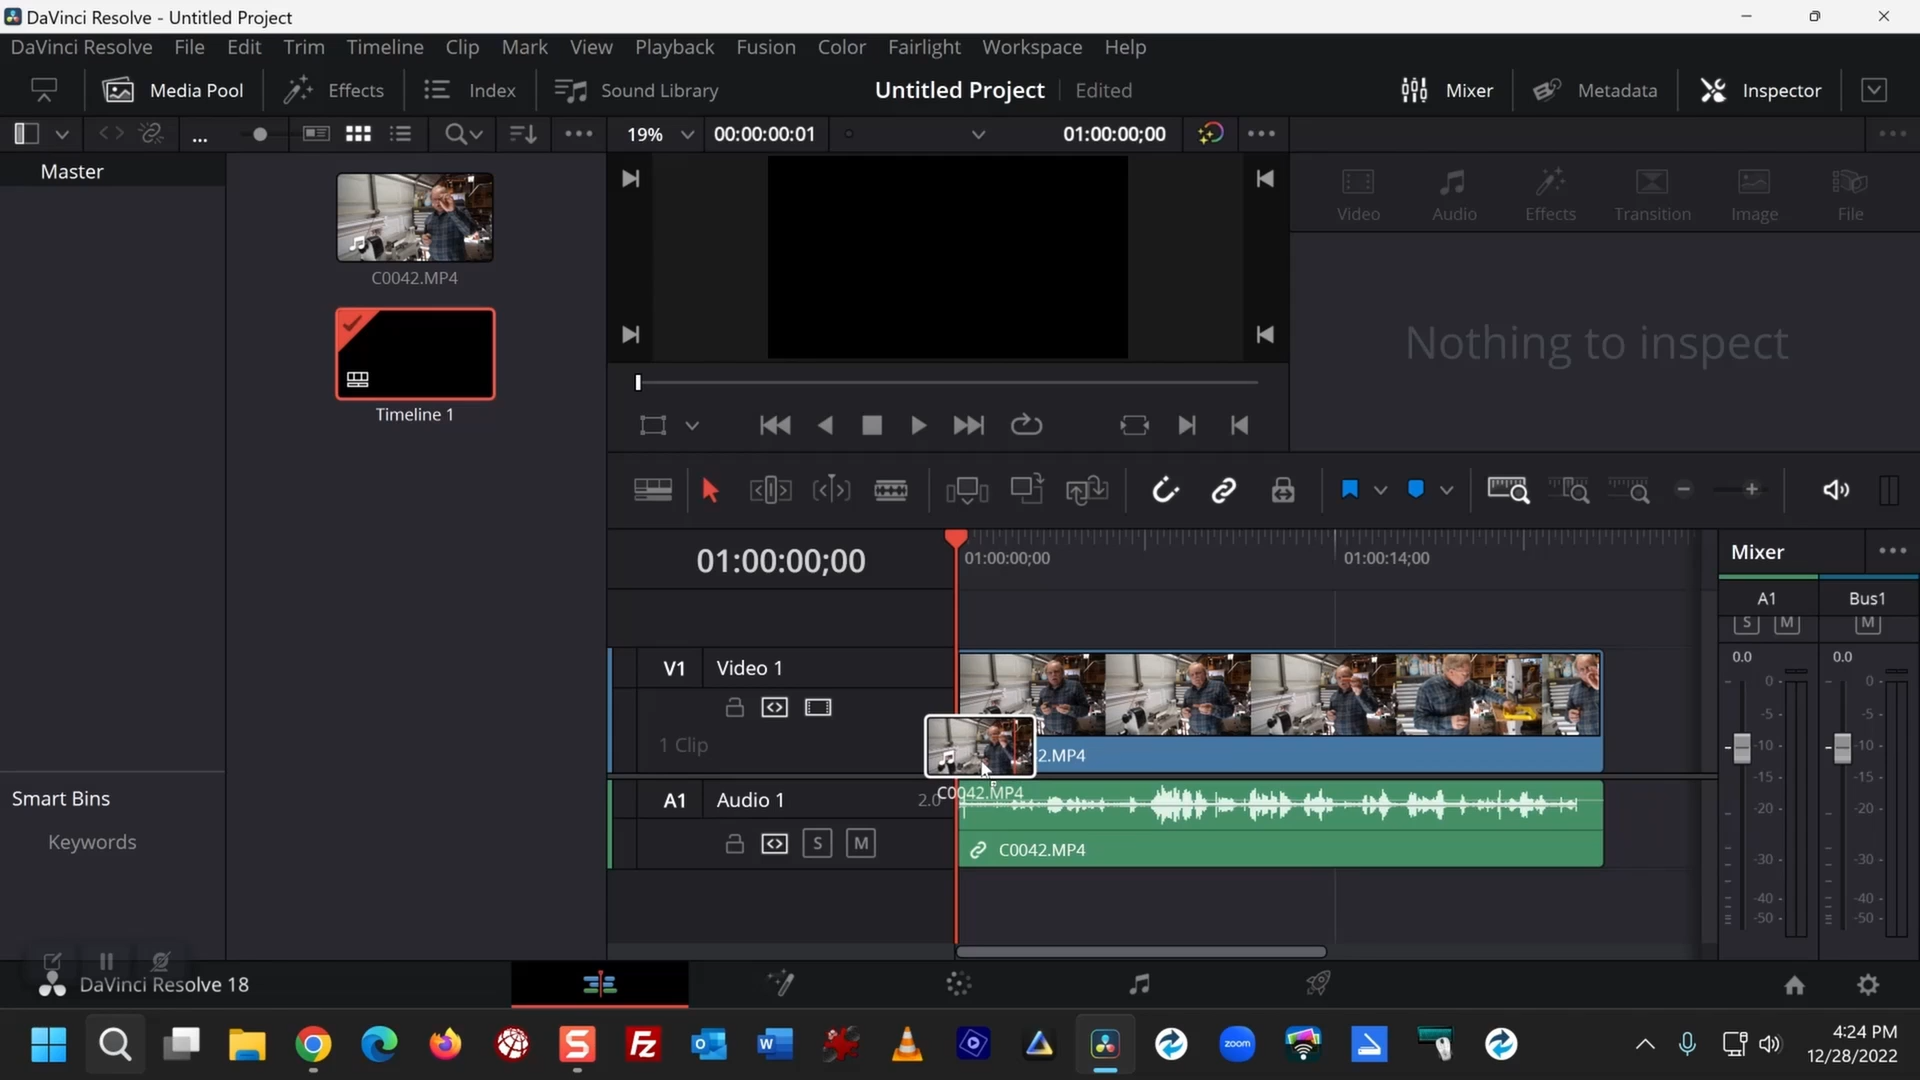 DaVinci Resolve - Untitled Project
DaVinci Resolve File Edit Trim Timeline Clip Mark View Playback Fusion Color Fairlight Workspace Help
Media Pool Effects Index Sound Library Untitled Project Edited Mixer Metadata Inspector
... 19% 00:00:00:01 01:00:00;00
Master
C0042.MP4
Timeline 1
Video Audio Effects Transition Image File
Nothing to inspect
01:00:00;00
01:00:00;00 01:00:14;00
Mixer
A1 Bus1
S M M
0.0 0.0
V1 Video 1
1 Clip
2.MP4
C0042.MP4
A1 Audio 1 2.0
S M
C0042.MP4
0 0
-5 -5
-10 -10
-15 -15
-20 -20
-30 -30
-40 -40
-50 -50
Smart Bins
Keywords
DaVinci Resolve 18
S Fz O W zoom
4:24 PM
12/28/2022